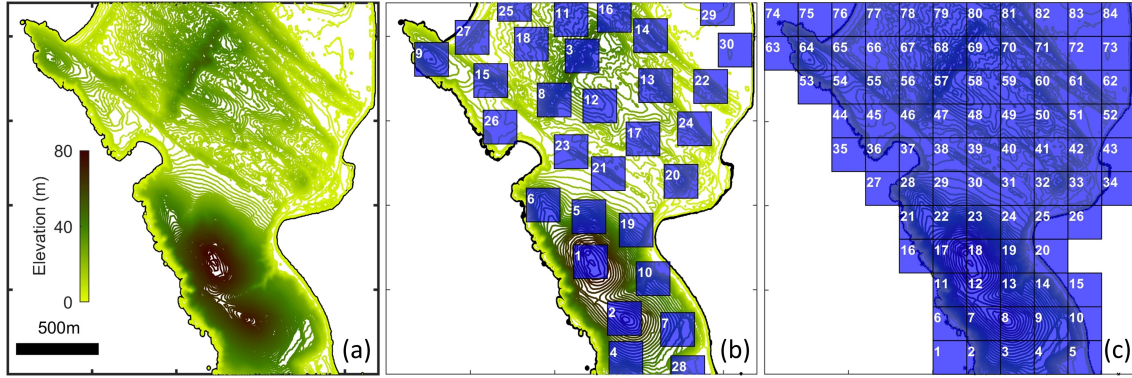 80
40
0
Elevation (m)
500m
(a)
25 11 16 29
27 18 3 14 30
9
15 8 12 13 22
26 17 24
23 21 20
6 5 19
1 10
2 7
4 28
(b)
74 75 76 77 78 79 80 81 82 83 84
63 64 65 66 67 68 69 70 71 72 73
53 54 55 56 57 58 59 60 61 62
44 45 46 47 48 49 50 51 52
35 36 37 38 39 40 41 42 43
27 28 29 30 31 32 33 34
21 22 23 24 25 26
16 17 18 19 20
11 12 13 14 15
6 7 8 9 10
1 2 3 4 5
(c)